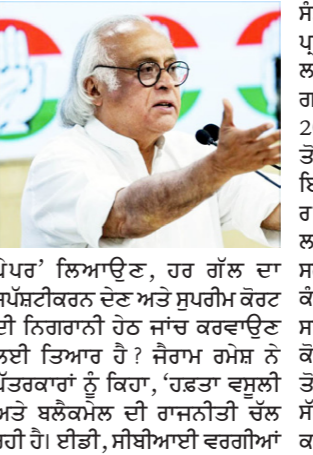 ਪੇਪਰ’ ਲਿਆਉਣ, ਹਰ ਗੱਲ ਦਾ
ਸਪੱਸ਼ਟੀਕਰਨ ਦੇਣ ਅਤੇ ਸੁਪਰੀਮ ਕੋਰਟ
ਦੀ ਨਿਗਰਾਨੀ ਹੇਠ ਜਾਂਚ ਕਰਵਾਉਣ
ਲਈ ਤਿਆਰ ਹੈ? ਜੈਰਾਮ ਰਮੇਸ਼ ਨੇ
ਪੱਤਰਕਾਰਾਂ ਨੂੰ ਕਿਹਾ, ‘ਹਫ਼ਤਾ ਵਸੂਲੀ
ਅਤੇ ਬਲੈਕਮੇਲ ਦੀ ਰਾਜਨੀਤੀ ਚੱਲ
ਰਹੀ ਹੈ। ਈਡੀ, ਸੀਬੀਆਈ ਵਰਗੀਆਂ